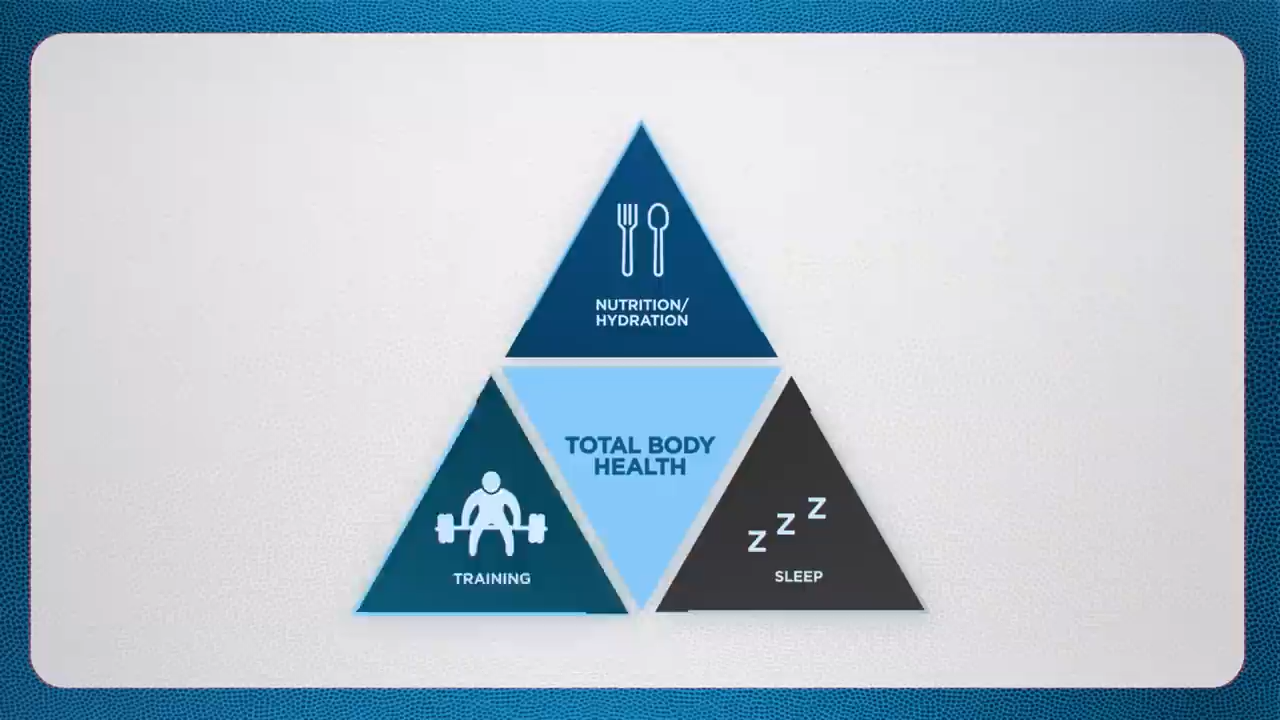 NUTRITION/
HYDRATION
TOTAL BODY
HEALTH
TRAINING
Z Z Z
SLEEP